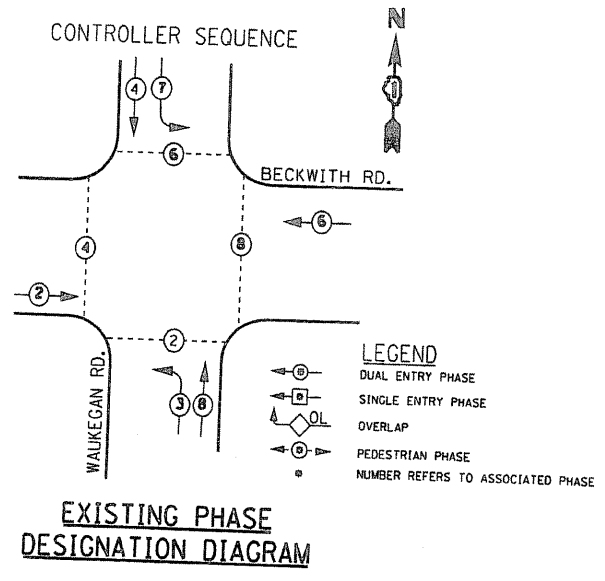 CONTROLLER SEQUENCE
N
4
7
6
BECKWITH RD.
6
4
8
2
2
3
8
WAUKEGAN RD.
LEGEND
DUAL ENTRY PHASE
SINGLE ENTRY PHASE
OL
OVERLAP
PEDESTRIAN PHASE
NUMBER REFERS TO ASSOCIATED PHASE
EXISTING PHASE
DESIGNATION DIAGRAM